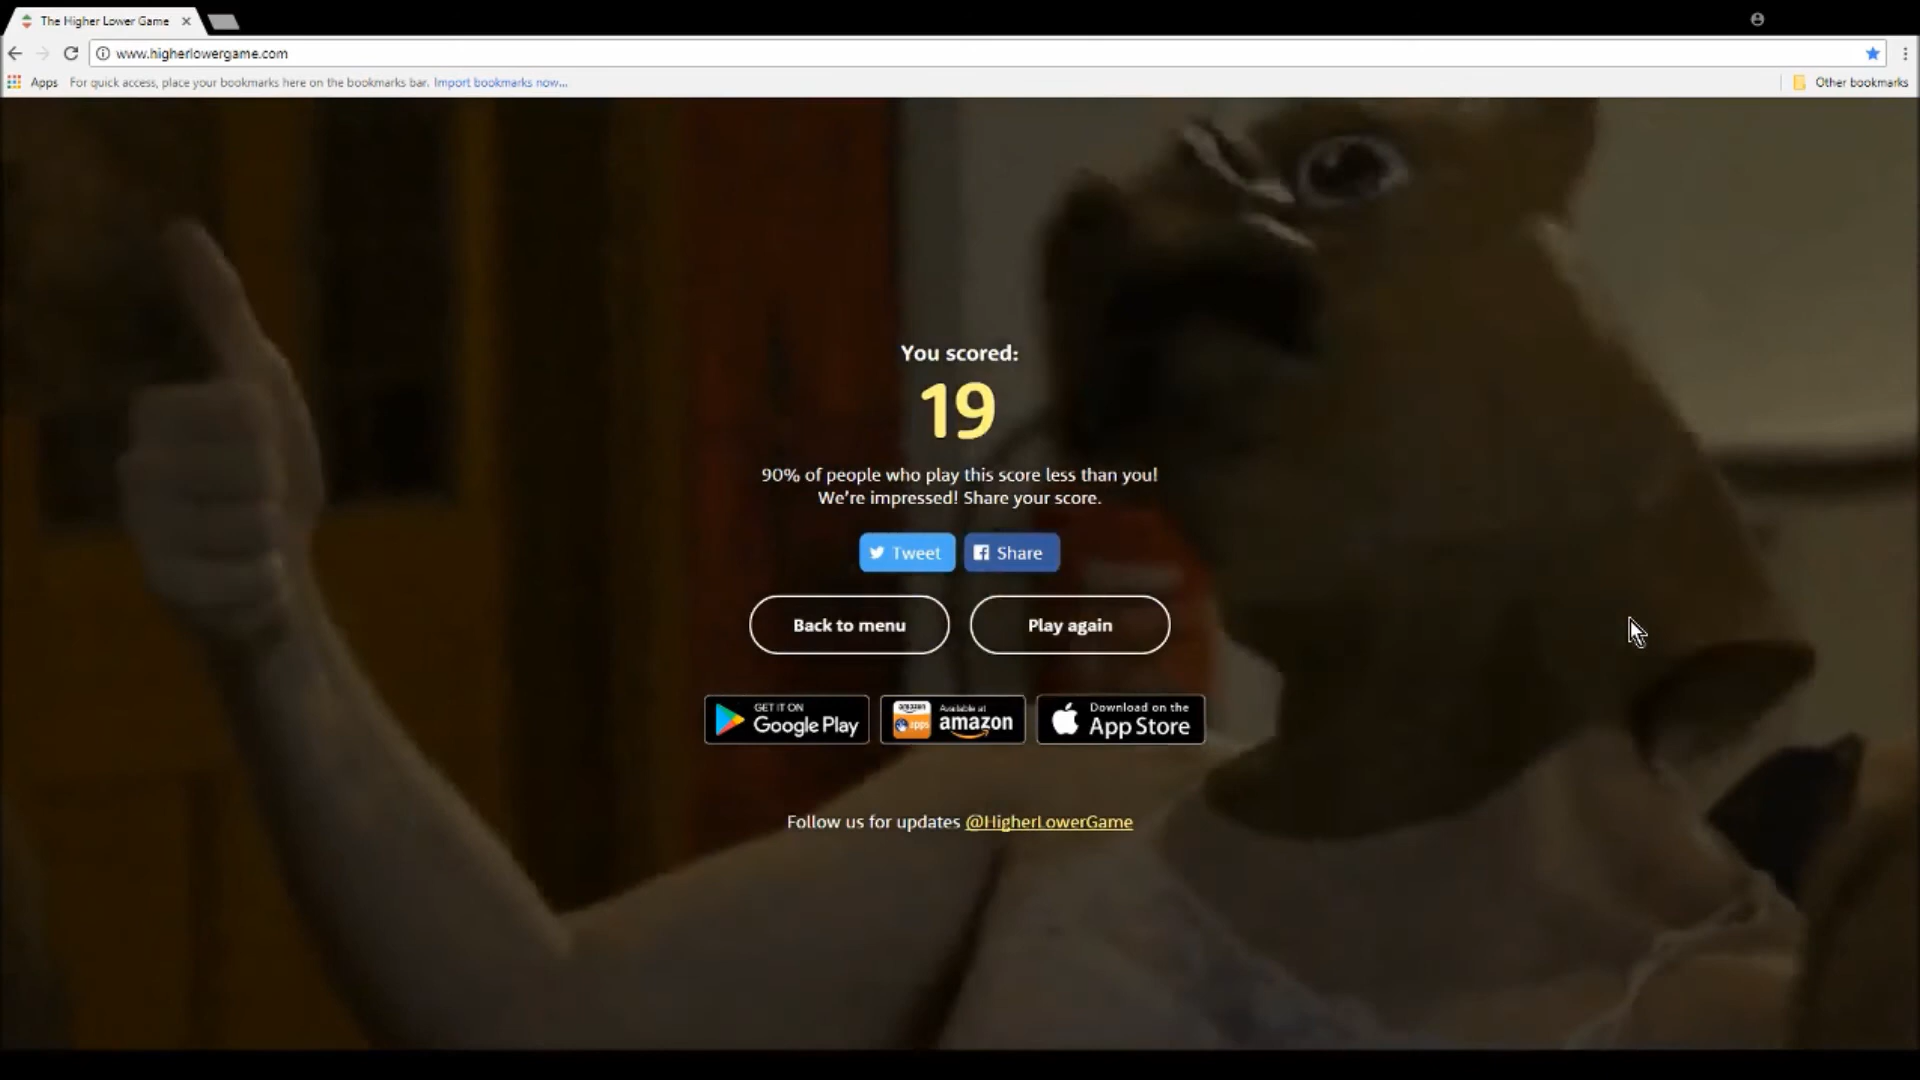 The Higher Lower Game
www.higherlowergame.com
Apps For quick access, place your bookmarks here on the bookmarks bar. Import bookmarks now... Other bookmarks
You scored:
19
90% of people who play this score less than you!
We're impressed! Share your score.
Tweet Share
Back to menu Play again
GET IT ON
Google Play
amazon
apps
Available at
amazon
Download on the
App Store
Follow us for updates @HigherLowerGame